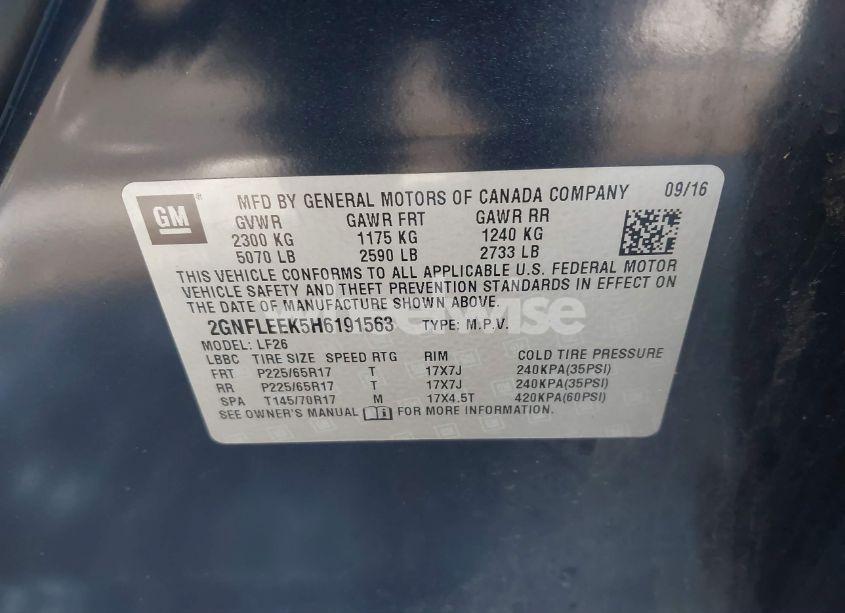 GM
MFD BY GENERAL MOTORS OF CANADA COMPANY 09/16
GVWR GAWR FRT GAWR RR
2300 KG 1175 KG 1240 KG
5070 LB 2590 LB 2733 LB
THIS VEHICLE CONFORMS TO ALL APPLICABLE U.S. FEDERAL MOTOR
VEHICLE SAFETY AND THEFT PREVENTION STANDARDS IN EFFECT ON
THE DATE OF MANUFACTURE SHOWN ABOVE.
2GNFLEEK5H6191563 TYPE: M.P.V.
MODEL: LF26
LBBC TIRE SIZE SPEED RTG RIM COLD TIRE PRESSURE
FRT P225/65R17 T 17X7J 240KPA(35PSI)
RR P225/65R17 T 17X7J 240KPA(35PSI)
SPA T145/70R17 M 17X4.5T 420KPA(60PSI)
SEE OWNER'S MANUAL FOR MORE INFORMATION.